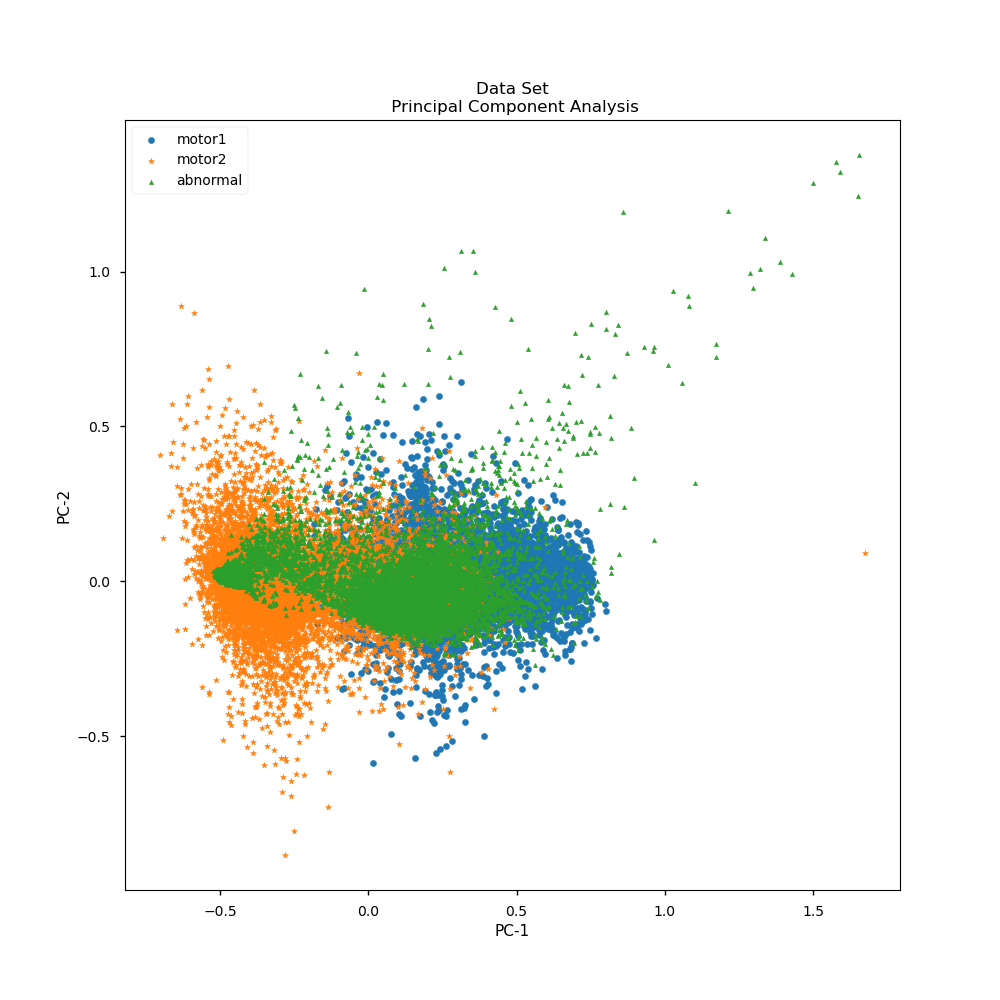 Data Set
Principal Component Analysis
motor1
motor2
abnormal
1.0
0.5
0.0
−0.5
PC-2
−0.5
0.0
0.5
1.0
1.5
PC-1